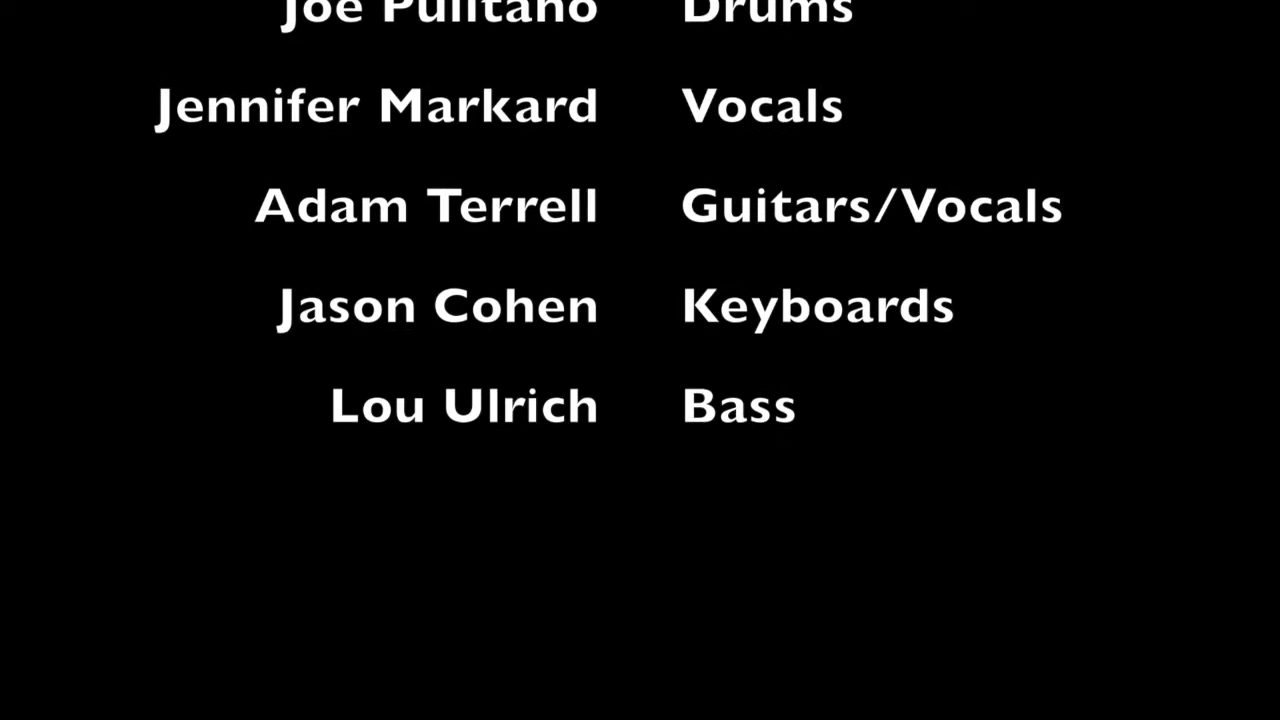 Joe Pulitano Drums
Jennifer Markard Vocals
Adam Terrell Guitars/Vocals
Jason Cohen Keyboards
Lou Ulrich Bass